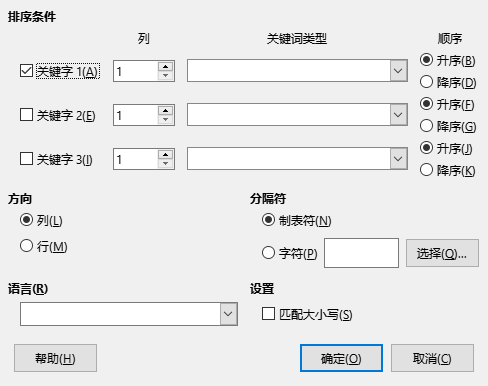 排序条件
列 关键词类型 顺序
关键字 1(A) 1 升序(B)
降序(D)
关键字 2(E) 1 升序(F)
降序(G)
关键字 3(I) 1 升序(J)
降序(K)
方向 分隔符
列(L) 制表符(N)
行(M) 字符(P) 选择(Q)...
语言(R) 设置
匹配大小写(S)
帮助(H) 确定(O) 取消(C)